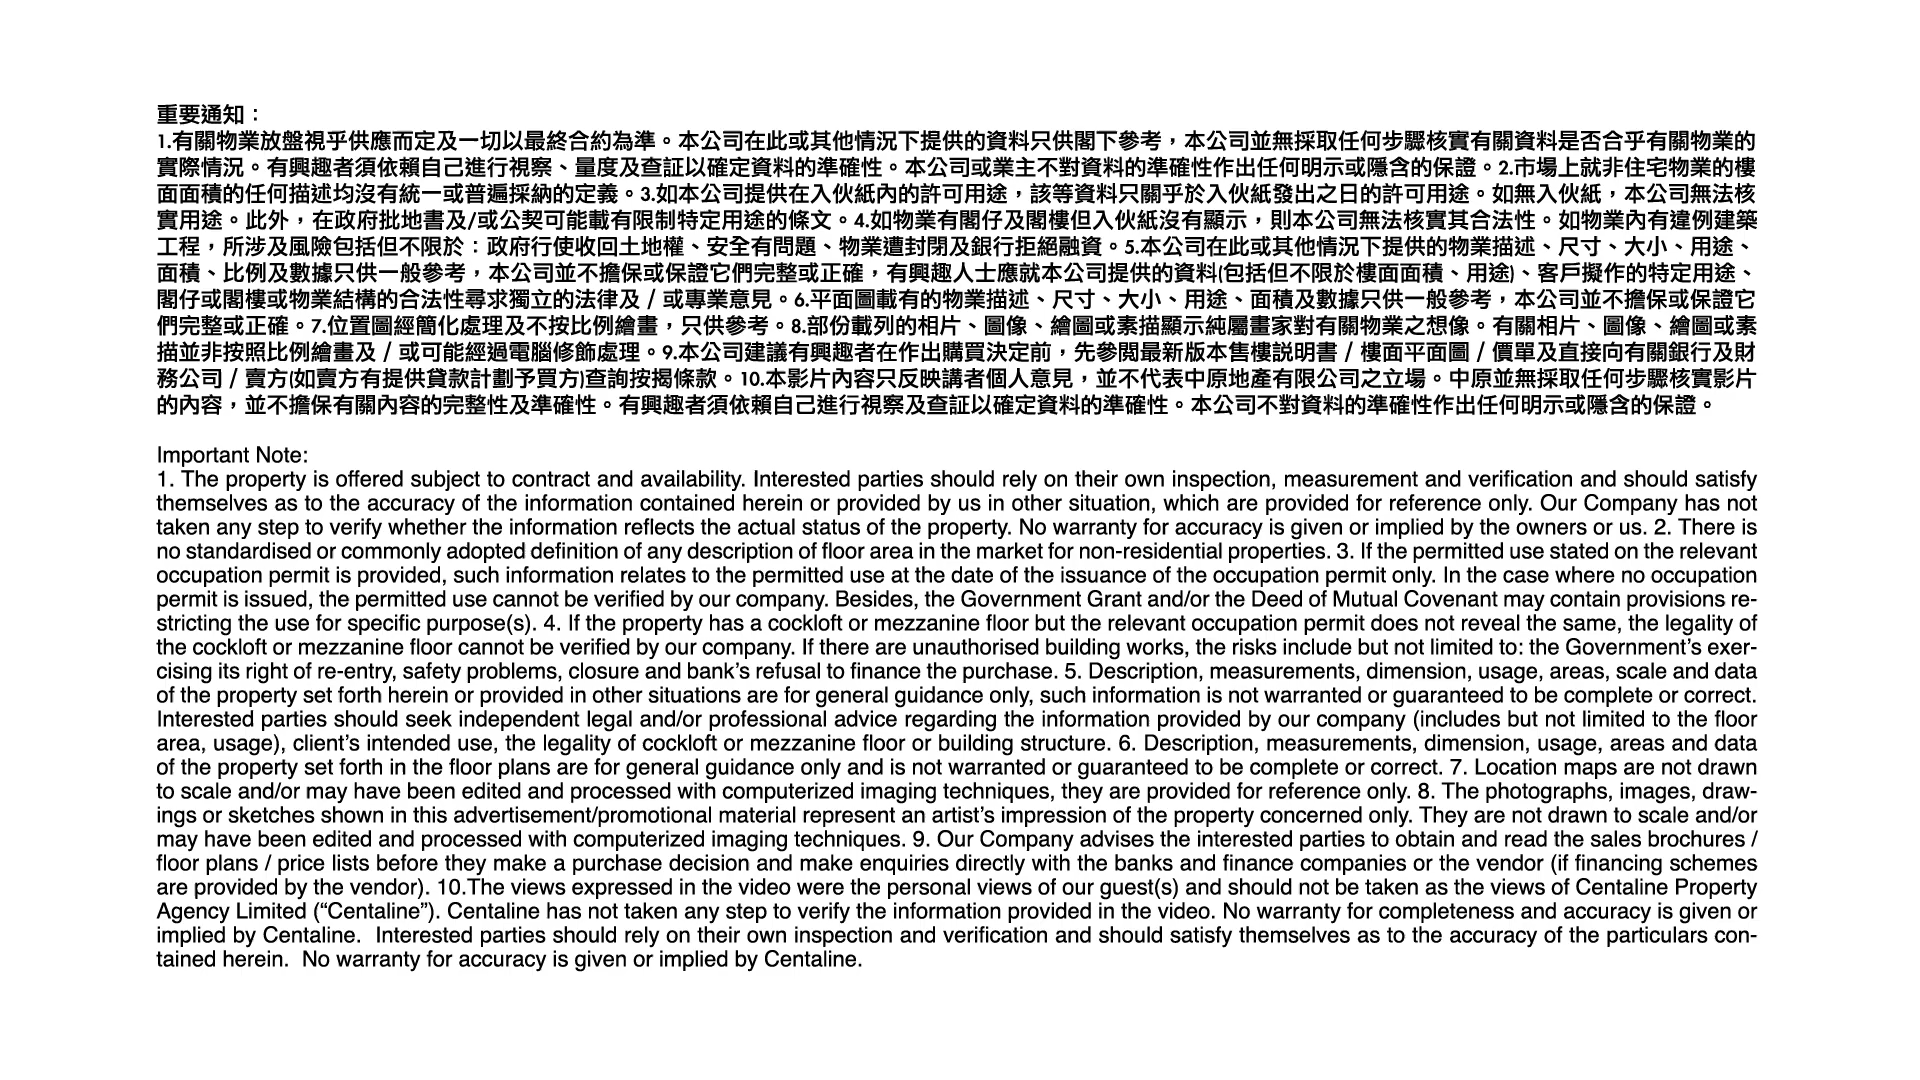 重要通知：
1.有關物業放盤視乎供應而定及一切以最終合約為準。本公司在此或其他情況下提供的資料只供閣下參考，本公司並無採取任何步驟核實有關資料是否合乎有關物業的
實際情況。有興趣者須依賴自己進行視察、量度及查証以確定資料的準確性。本公司或業主不對資料的準確性作出任何明示或隱含的保證。2.市場上就非住宅物業的樓
面面積的任何描述均沒有統一或普遍採納的定義。3.如本公司提供在入伙紙內的許可用途，該等資料只關乎於入伙紙發出之日的許可用途。如無入伙紙，本公司無法核
實用途。此外，在政府批地書及/或公契可能載有限制特定用途的條文。4.如物業有閣仔及閣樓但入伙紙沒有顯示，則本公司無法核實其合法性。如物業內有違例建築
工程，所涉及風險包括但不限於：政府行使收回土地權、安全有問題、物業遭封閉及銀行拒絕融資。5.本公司在此或其他情況下提供的物業描述、尺寸、大小、用途、
面積、比例及數據只供一般參考，本公司並不擔保或保證它們完整或正確，有興趣人士應就本公司提供的資料(包括但不限於樓面面積、用途)、客戶擬作的特定用途、
閣仔或閣樓或物業結構的合法性尋求獨立的法律及 / 或專業意見。6.平面圖載有的物業描述、尺寸、大小、用途、面積及數據只供一般參考，本公司並不擔保或保證它
們完整或正確。7.位置圖經簡化處理及不按比例繪畫，只供參考。8.部份載列的相片、圖像、繪圖或素描顯示純屬畫家對有關物業之想像。有關相片、圖像、繪圖或素
描並非按照比例繪畫及 / 或可能經過電腦修飾處理。9.本公司建議有興趣者在作出購買決定前，先參閱最新版本售樓説明書 / 樓面平面圖 / 價單及直接向有關銀行及財
務公司 / 賣方(如賣方有提供貸款計劃予買方)查詢按揭條款。10.本影片內容只反映講者個人意見，並不代表中原地產有限公司之立場。中原並無採取任何步驟核實影片
的內容，並不擔保有關內容的完整性及準確性。有興趣者須依賴自己進行視察及查証以確定資料的準確性。本公司不對資料的準確性作出任何明示或隱含的保證。
Important Note:
1. The property is offered subject to contract and availability. Interested parties should rely on their own inspection, measurement and verification and should satisfy
themselves as to the accuracy of the information contained herein or provided by us in other situation, which are provided for reference only. Our Company has not
taken any step to verify whether the information reflects the actual status of the property. No warranty for accuracy is given or implied by the owners or us. 2. There is
no standardised or commonly adopted definition of any description of floor area in the market for non-residential properties. 3. If the permitted use stated on the relevant
occupation permit is provided, such information relates to the permitted use at the date of the issuance of the occupation permit only. In the case where no occupation
permit is issued, the permitted use cannot be verified by our company. Besides, the Government Grant and/or the Deed of Mutual Covenant may contain provisions re-
stricting the use for specific purpose(s). 4. If the property has a cockloft or mezzanine floor but the relevant occupation permit does not reveal the same, the legality of
the cockloft or mezzanine floor cannot be verified by our company. If there are unauthorised building works, the risks include but not limited to: the Government’s exer-
cising its right of re-entry, safety problems, closure and bank’s refusal to finance the purchase. 5. Description, measurements, dimension, usage, areas, scale and data
of the property set forth herein or provided in other situations are for general guidance only, such information is not warranted or guaranteed to be complete or correct.
Interested parties should seek independent legal and/or professional advice regarding the information provided by our company (includes but not limited to the floor
area, usage), client’s intended use, the legality of cockloft or mezzanine floor or building structure. 6. Description, measurements, dimension, usage, areas and data
of the property set forth in the floor plans are for general guidance only and is not warranted or guaranteed to be complete or correct. 7. Location maps are not drawn
to scale and/or may have been edited and processed with computerized imaging techniques, they are provided for reference only. 8. The photographs, images, draw-
ings or sketches shown in this advertisement/promotional material represent an artist’s impression of the property concerned only. They are not drawn to scale and/or
may have been edited and processed with computerized imaging techniques. 9. Our Company advises the interested parties to obtain and read the sales brochures /
floor plans / price lists before they make a purchase decision and make enquiries directly with the banks and finance companies or the vendor (if financing schemes
are provided by the vendor). 10.The views expressed in the video were the personal views of our guest(s) and should not be taken as the views of Centaline Property
Agency Limited (“Centaline”). Centaline has not taken any step to verify the information provided in the video. No warranty for completeness and accuracy is given or
implied by Centaline.  Interested parties should rely on their own inspection and verification and should satisfy themselves as to the accuracy of the particulars con-
tained herein.  No warranty for accuracy is given or implied by Centaline.